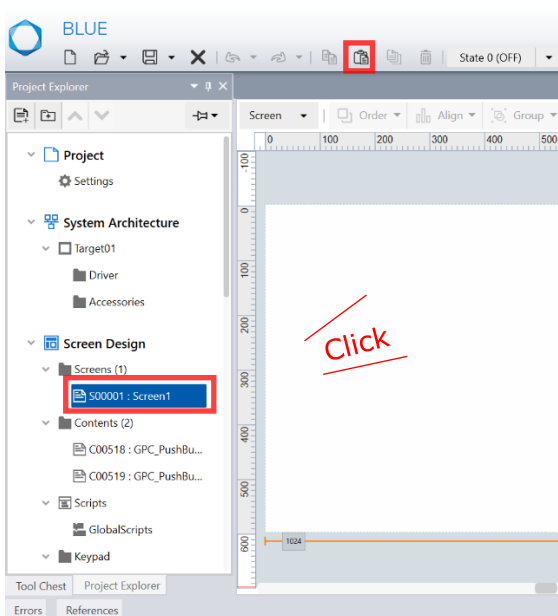 BLUE
State 0 (OFF)
Project Explorer
Screen
Order
Align
Group
0 100 200 300 400 500
-100
0
100
200
300
400
500
600
Project
Settings
System Architecture
Target01
Driver
Accessories
Screen Design
Screens (1)
S00001 : Screen1
Contents (2)
C00518 : GPC_PushBu...
C00519 : GPC_PushBu...
Scripts
GlobalScripts
Keypad
Click
1024
Tool Chest Project Explorer
Errors References